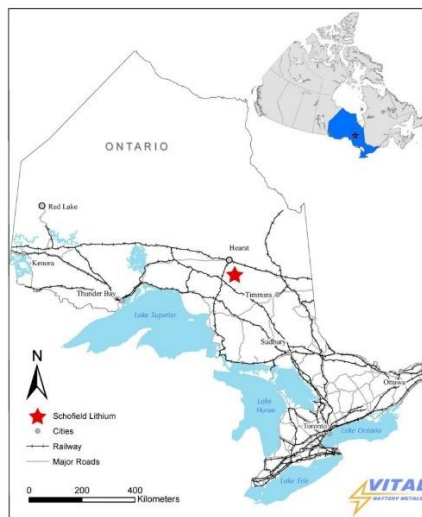 ONTARIO
Red Lake
Kenora
Hearst
Thunder Bay
Timmins
Lake Superior
Sudbury
Ottawa
Lake
Huron
Toronto
Lake Ontario
Lake Erie
N
Schofield Lithium
Cities
Railway
Major Roads
0 200 400
Kilometers
VITAL
BATTERY METALS